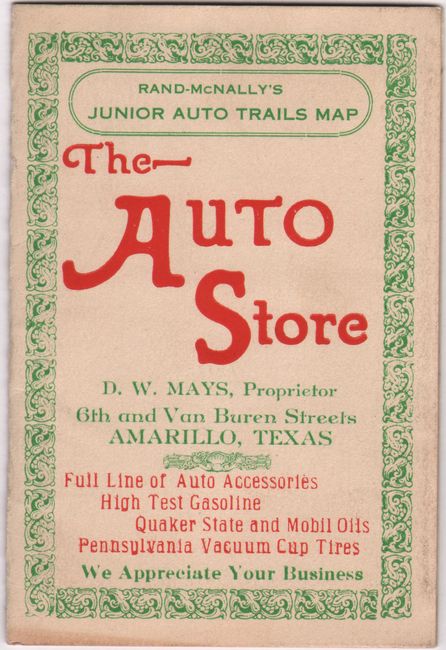 RAND-McNALLY'S
JUNIOR AUTO TRAILS MAP
The
AUTO
Store
D. W. MAYS, Proprietor
6th and Van Buren Streets
AMARILLO, TEXAS
Full Line of Auto Accessories
High Test Gasoline
Quaker State and Mobil Oils
Pennsylvania Vacuum Cup Tires
We Appreciate Your Business